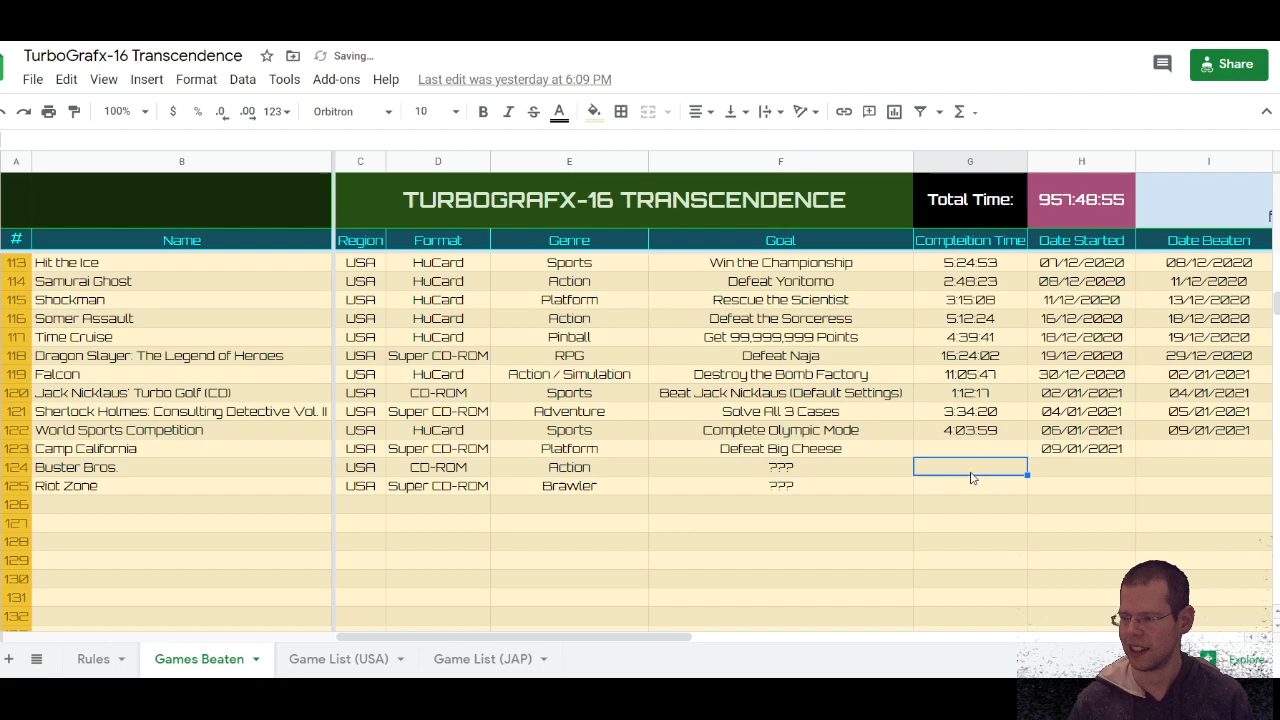 TurboGrafx-16 Transcendence Saving...
File Edit View Insert Format Data Tools Add-ons Help Last edit was yesterday at 6:09 PM
Share
100% $ % .0 .00 123 Orbitron 10 B I S A
A B C D E F G H I
TURBOGRAFX-16 TRANSCENDENCE Total Time: 957:48:55
# Name Region Format Genre Goal Compleition Time Date Started Date Beaten
113 Hit the Ice USA HuCard Sports Win the Championship 5:24:53 07/12/2020 08/12/2020
114 Samurai Ghost USA HuCard Action Defeat Yoritomo 2:48:23 08/12/2020 11/12/2020
115 Shockman USA HuCard Platform Rescue the Scientist 3:15:08 11/12/2020 13/12/2020
116 Somer Assault USA HuCard Action Defeat the Sorceress 5:12:24 16/12/2020 18/12/2020
117 Time Cruise USA HuCard Pinball Get 99,999,999 Points 4:39:41 18/12/2020 19/12/2020
118 Dragon Slayer: The Legend of Heroes USA Super CD-ROM RPG Defeat Naja 16:24:02 19/12/2020 29/12/2020
119 Falcon USA HuCard Action / Simulation Destroy the Bomb Factory 11:05:47 30/12/2020 02/01/2021
120 Jack Nicklaus' Turbo Golf (CD) USA CD-ROM Sports Beat Jack Nicklaus (Default Settings) 1:12:17 02/01/2021 04/01/2021
121 Sherlock Holmes: Consulting Detective Vol. II USA Super CD-ROM Adventure Solve All 3 Cases 3:34:20 04/01/2021 05/01/2021
122 World Sports Competition USA HuCard Sports Complete Olympic Mode 4:03:59 06/01/2021 09/01/2021
123 Camp California USA Super CD-ROM Platform Defeat Big Cheese 09/01/2021
124 Buster Bros. USA CD-ROM Action ???
125 Riot Zone USA Super CD-ROM Brawler ???
126
127
128
129
130
131
132
Rules Games Beaten Game List (USA) Game List (JAP) Explore